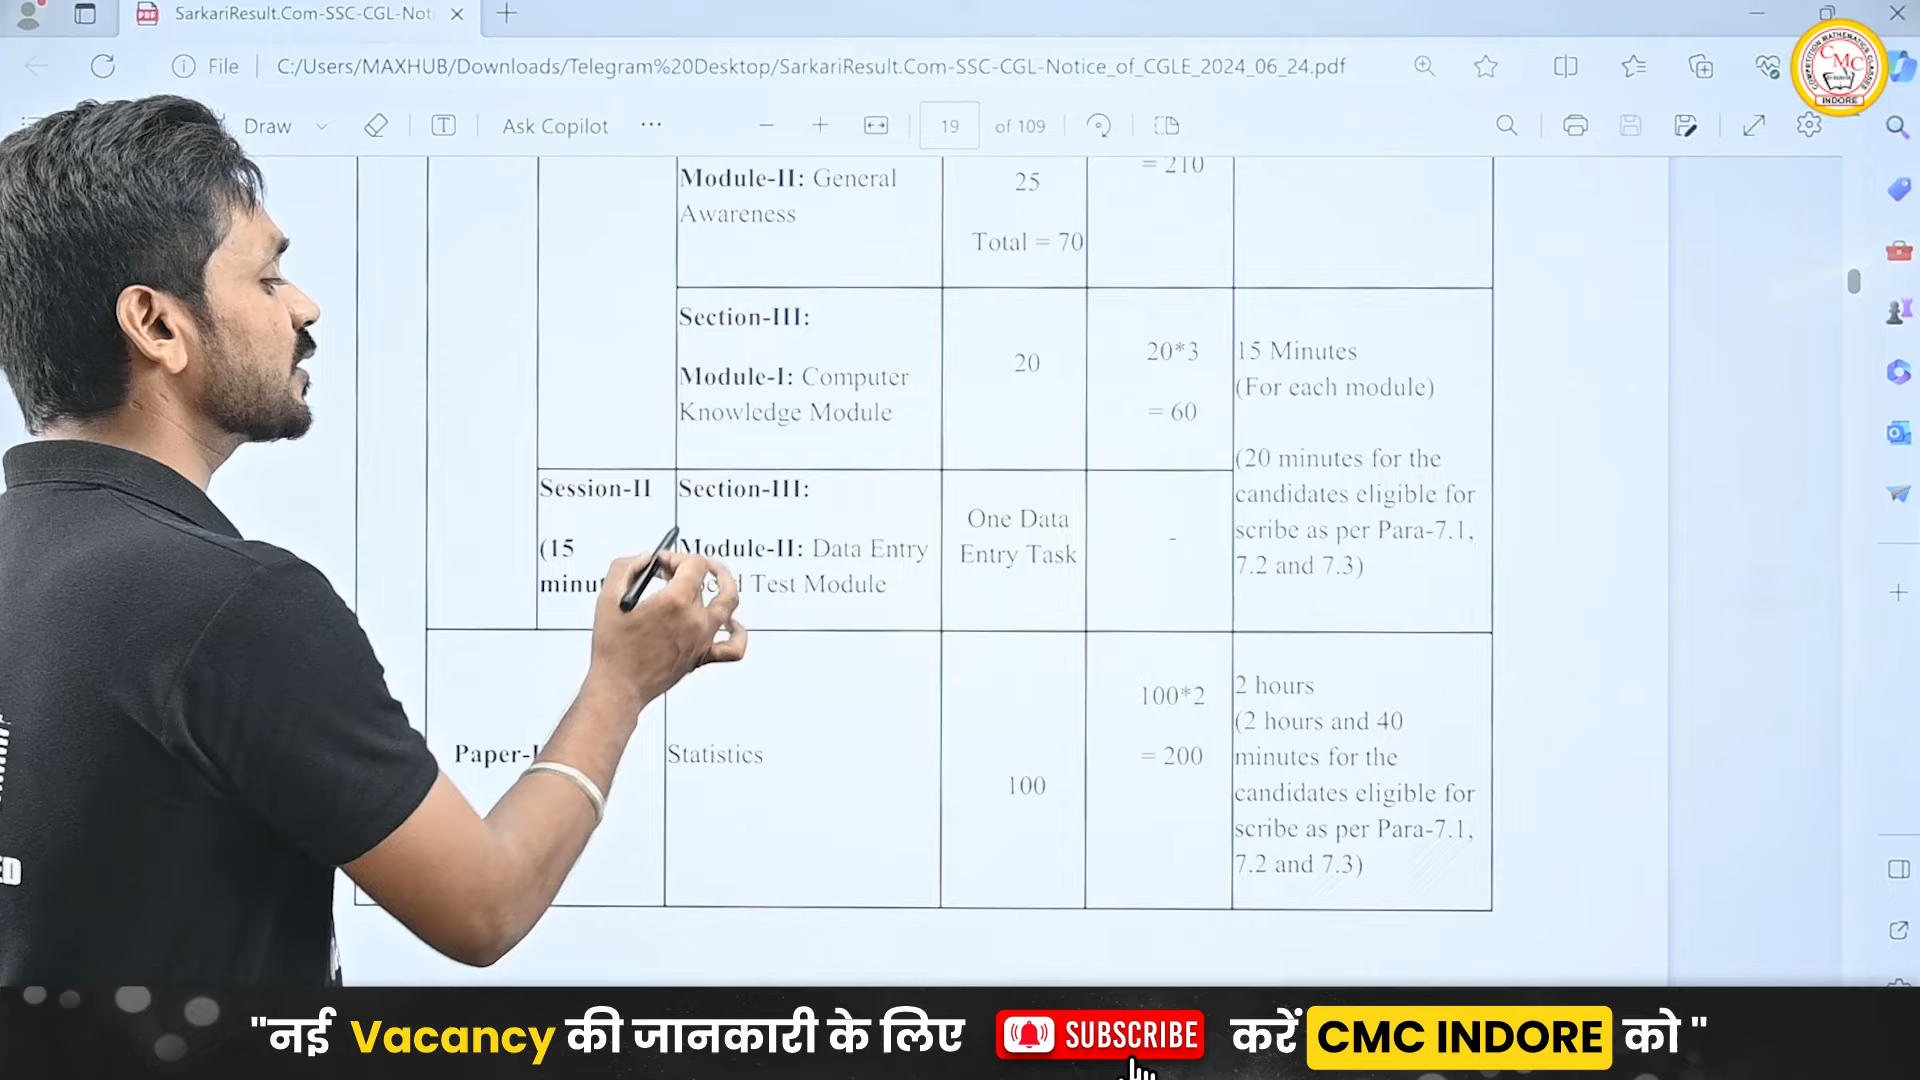 SarkariResult.Com-SSC-CGL-Not
File
C:/Users/MAXHUB/Downloads/Telegram%20Desktop/SarkariResult.Com-SSC-CGL-Notice_of_CGLE_2024_06_24.pdf
COMPETITION MATHEMATICS CLASSES
CMC
INDORE
Draw
Ask Copilot
19
of 109
Module-II: General
Awareness
25
Total = 70
= 210
Section-III:
Module-I: Computer
Knowledge Module
20
20*3
= 60
15 Minutes
(For each module)
(20 minutes for the
candidates eligible for
scribe as per Para-7.1,
7.2 and 7.3)
Session-II
(15
Section-III:
Module-II: Data Entry
Test Module
One Data
Entry Task
-
Statistics
100
100*2
= 200
2 hours
(2 hours and 40
minutes for the
candidates eligible for
scribe as per Para-7.1,
7.2 and 7.3)
"नई Vacancy की जानकारी के लिए SUBSCRIBE करें CMC INDORE को "